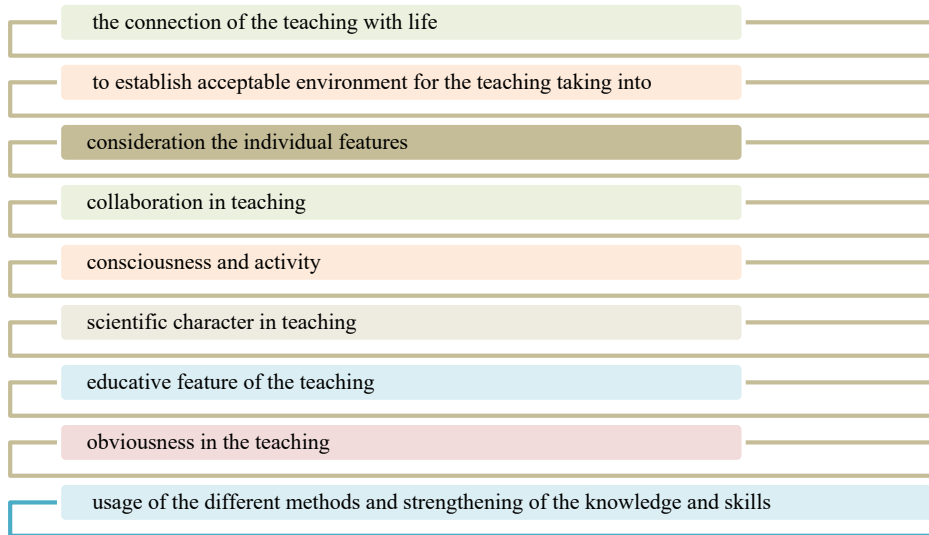 the connection of the teaching with life
to establish acceptable environment for the teaching taking into
consideration the individual features
collaboration in teaching
consciousness and activity
scientific character in teaching
educative feature of the teaching
obviousness in the teaching
usage of the different methods and strengthening of the knowledge and skills